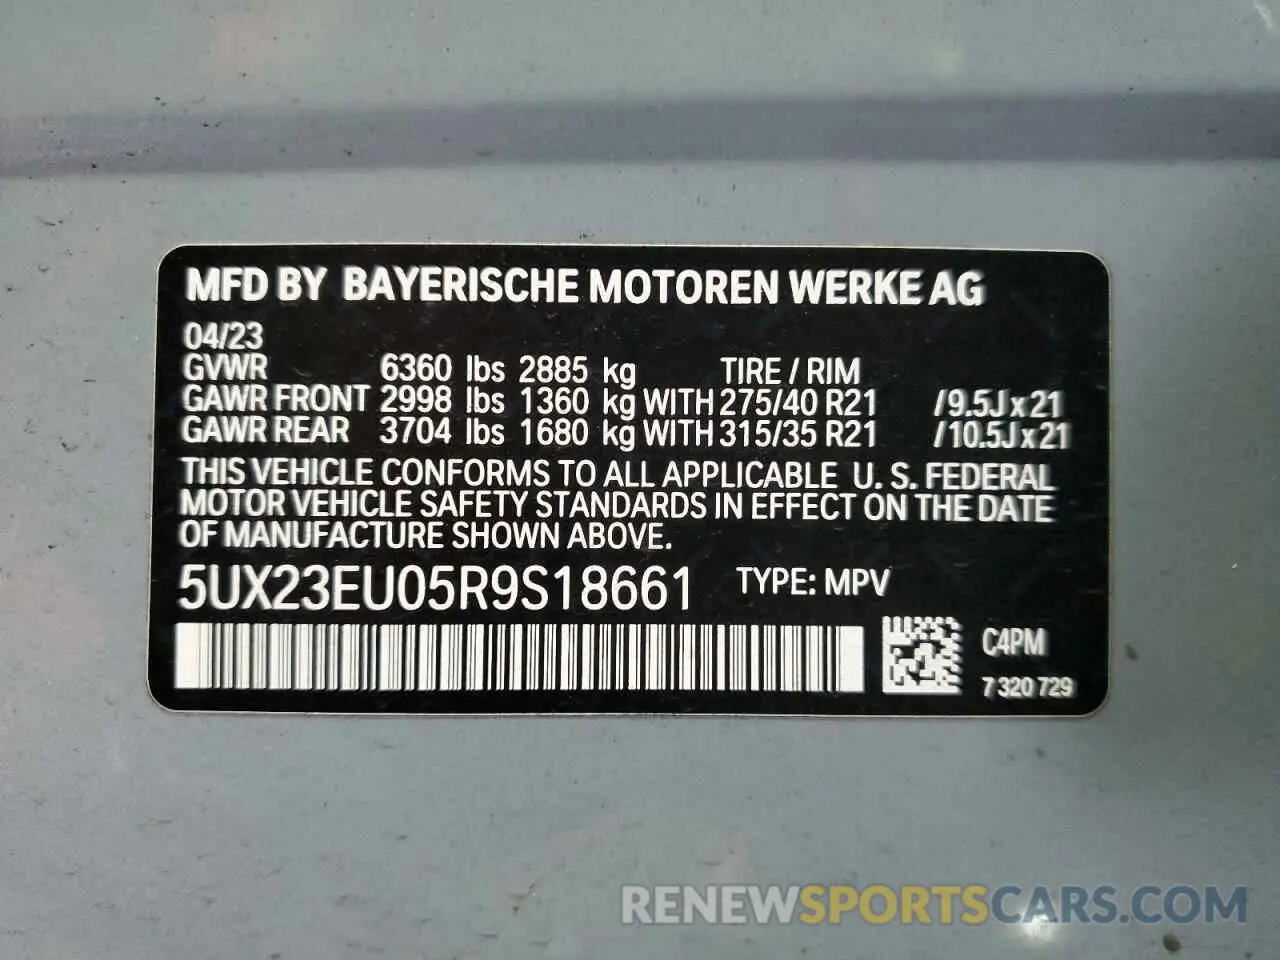 MFD BY BAYERISCHE MOTOREN WERKE AG
04/23
GVWR 6360 lbs 2885 kg TIRE / RIM
GAWR FRONT 2998 lbs 1360 kg WITH 275/40 R21 /9.5J x 21
GAWR REAR 3704 lbs 1680 kg WITH 315/35 R21 /10.5J x 21
THIS VEHICLE CONFORMS TO ALL APPLICABLE U. S. FEDERAL
MOTOR VEHICLE SAFETY STANDARDS IN EFFECT ON THE DATE
OF MANUFACTURE SHOWN ABOVE.
5UX23EU05R9S18661 TYPE: MPV
C4PM
7 320 729
RENEWSPORTSCARS.COM